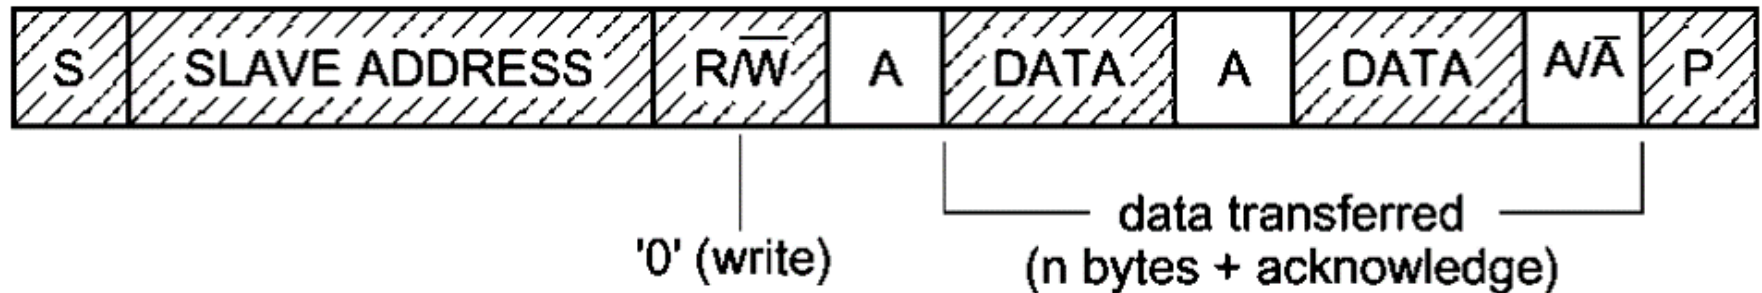 S SLAVE ADDRESS R/W̅ A DATA A DATA A/A̅ P
'0' (write)
data transferred
(n bytes + acknowledge)